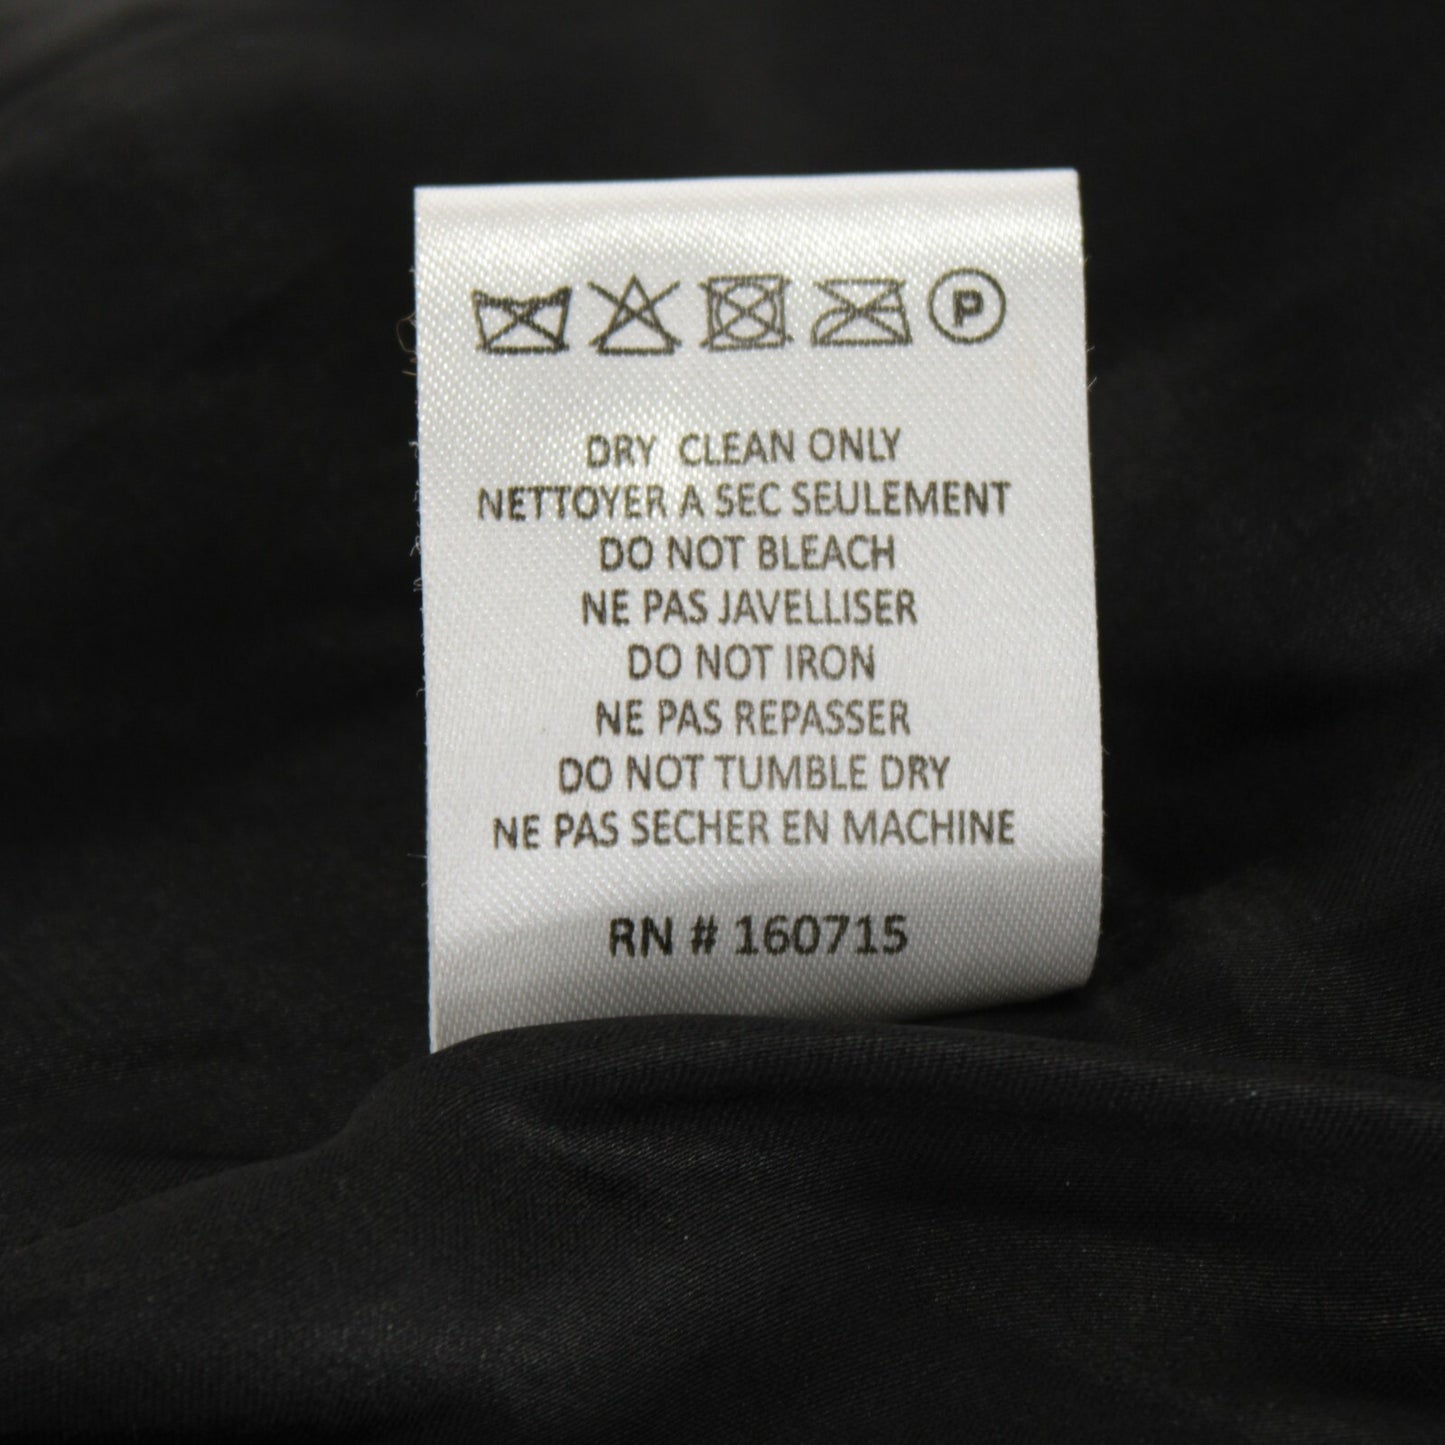 P
DRY CLEAN ONLY
NETTOYER A SEC SEULEMENT
DO NOT BLEACH
NE PAS JAVELLISER
DO NOT IRON
NE PAS REPASSER
DO NOT TUMBLE DRY
NE PAS SECHER EN MACHINE
RN # 160715